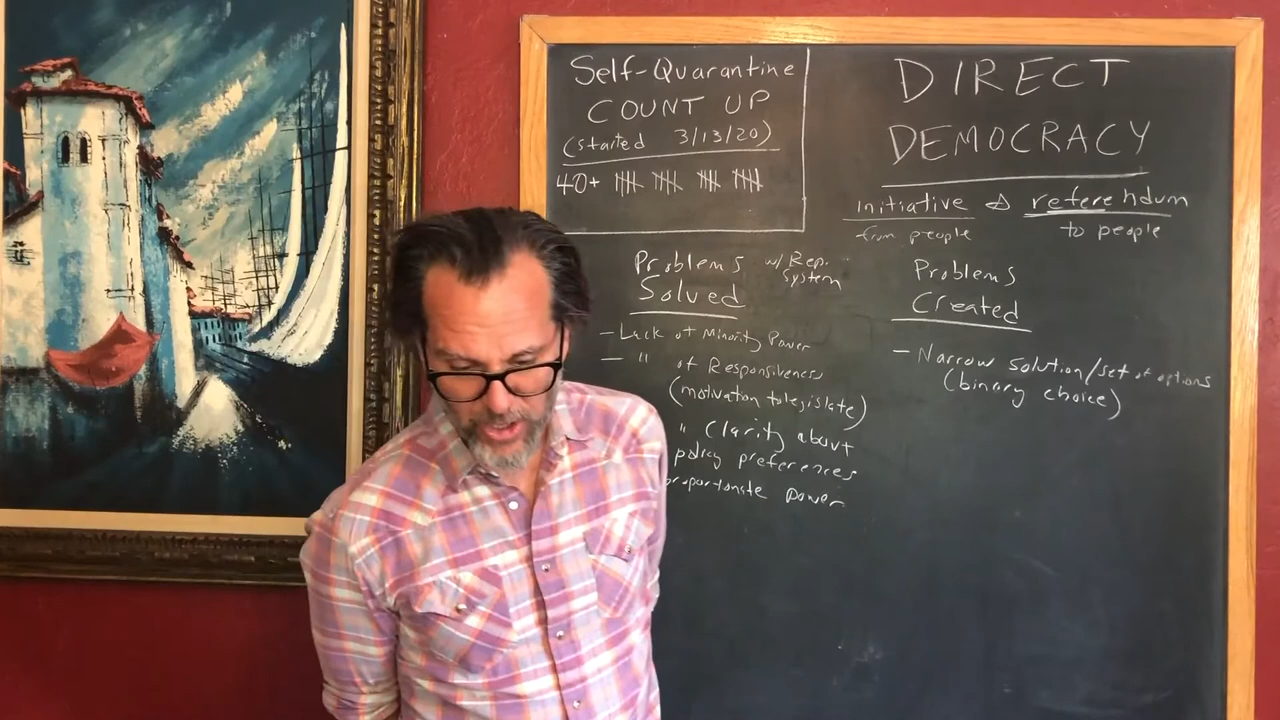 Self-Quarantine
COUNT UP
(started 3/13/20)
40+
DIRECT
DEMOCRACY
initiative & referendum
from people
to people
Problems w/ Rep. system
Solved
- Lack of Minority Power
- " of Responsiveness
(motivation to legislate)
" Clarity about
policy preferences
proportionate power
Problems
Created
- Narrow solution/set of options
(binary choice)